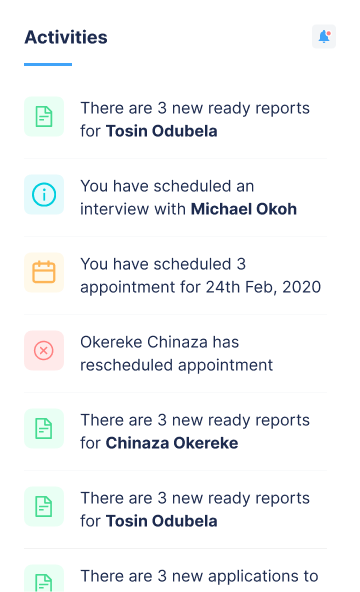 Activities
There are 3 new ready reports
for Tosin Odubela
You have scheduled an
interview with Michael Okoh
You have scheduled 3
appointment for 24th Feb, 2020
Okereke Chinaza has
rescheduled appointment
There are 3 new ready reports
for Chinaza Okereke
There are 3 new ready reports
for Tosin Odubela
There are 3 new applications to